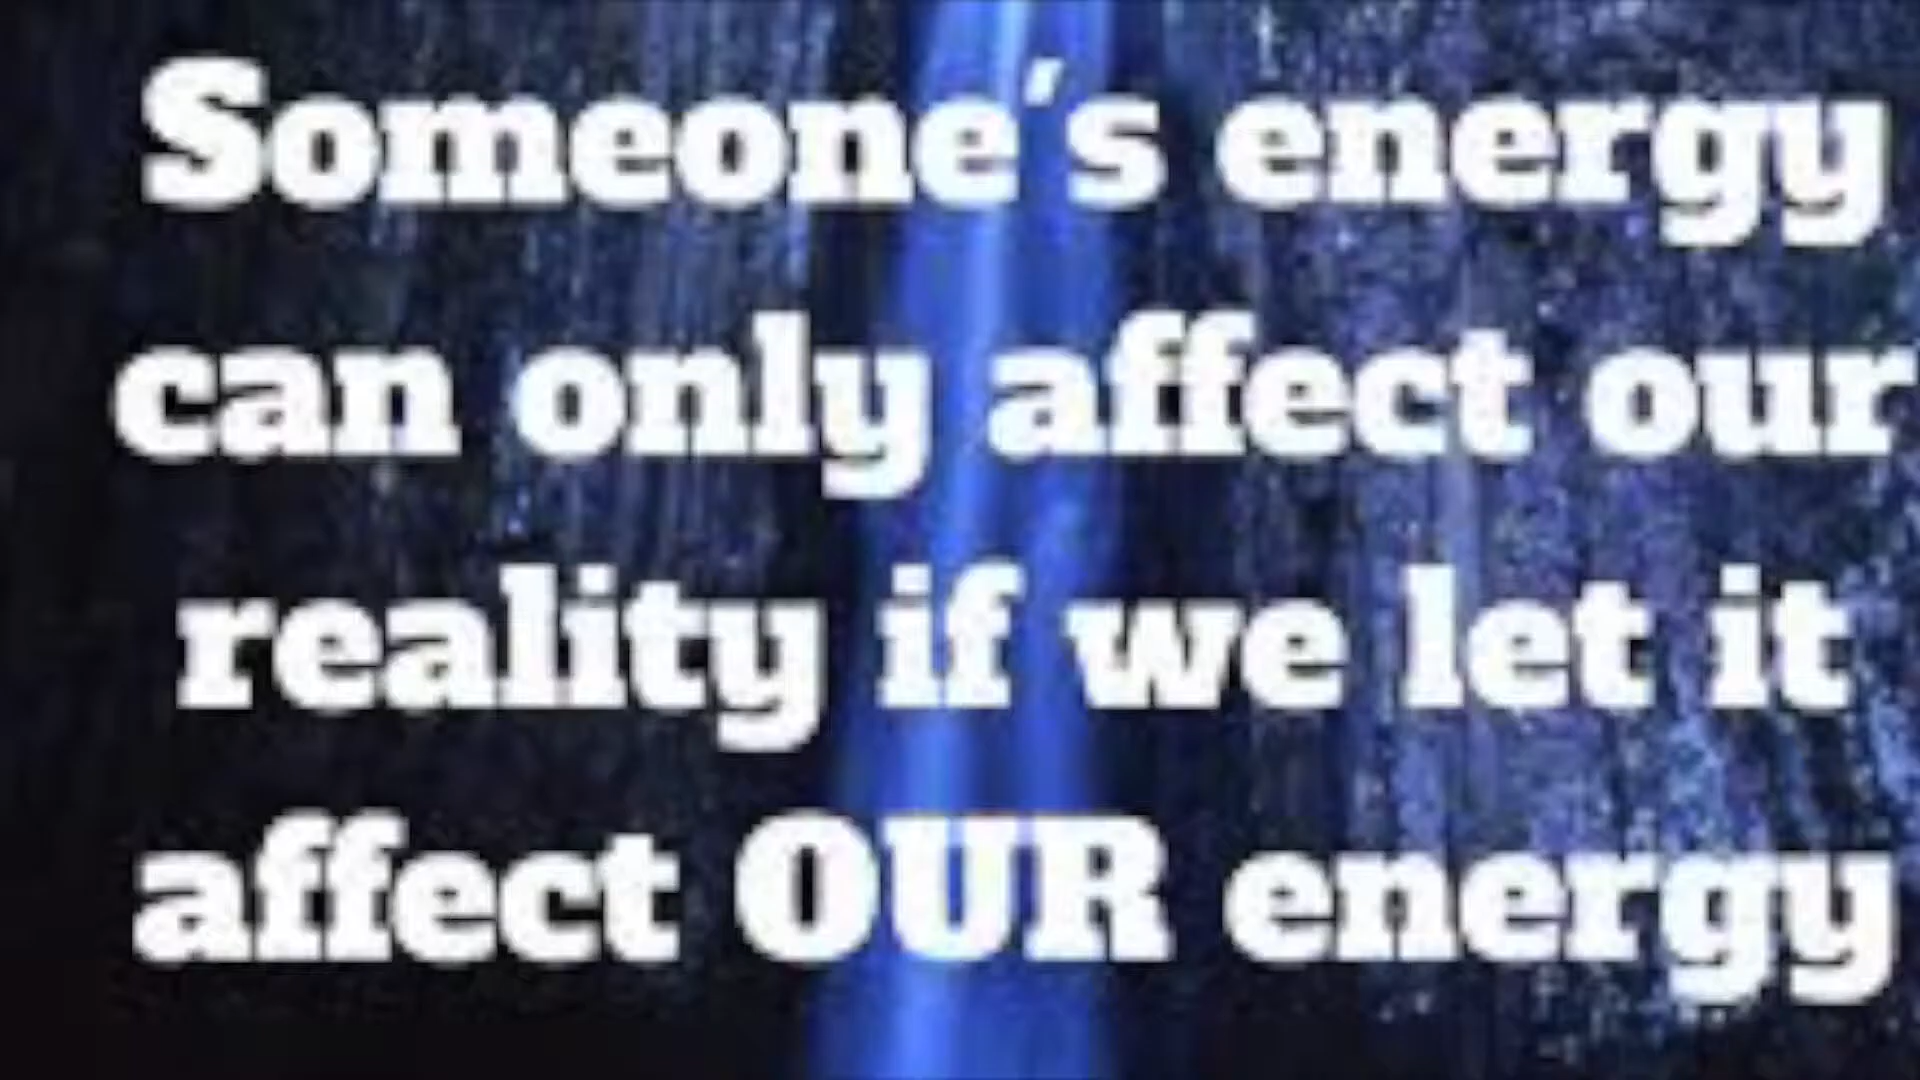 Someone's energy
can only affect our
reality if we let it
affect OUR energy